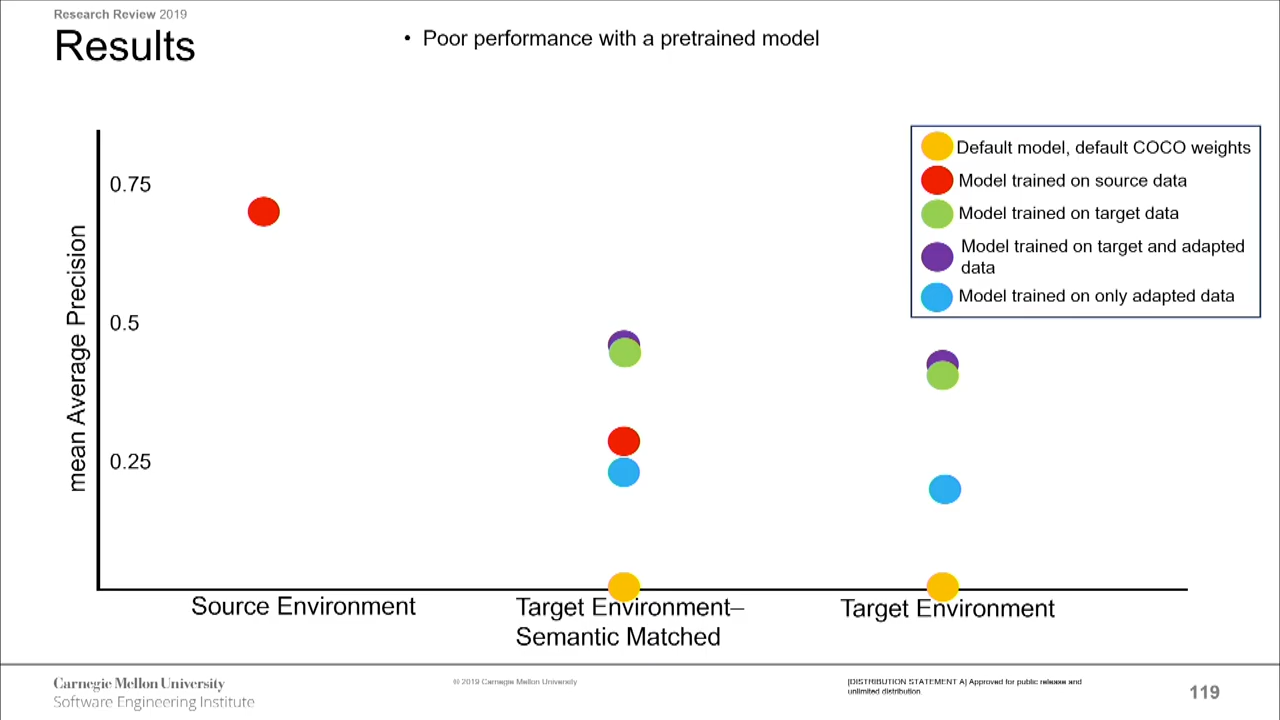 Research Review 2019
Results
• Poor performance with a pretrained model
mean Average Precision
0.75
0.5
0.25
Default model, default COCO weights
Model trained on source data
Model trained on target data
Model trained on target and adapted
data
Model trained on only adapted data
Source Environment
Target Environment–
Semantic Matched
Target Environment
Carnegie Mellon University
Software Engineering Institute
© 2019 Carnegie Mellon University
[DISTRIBUTION STATEMENT A] Approved for public release and
unlimited distribution.
119